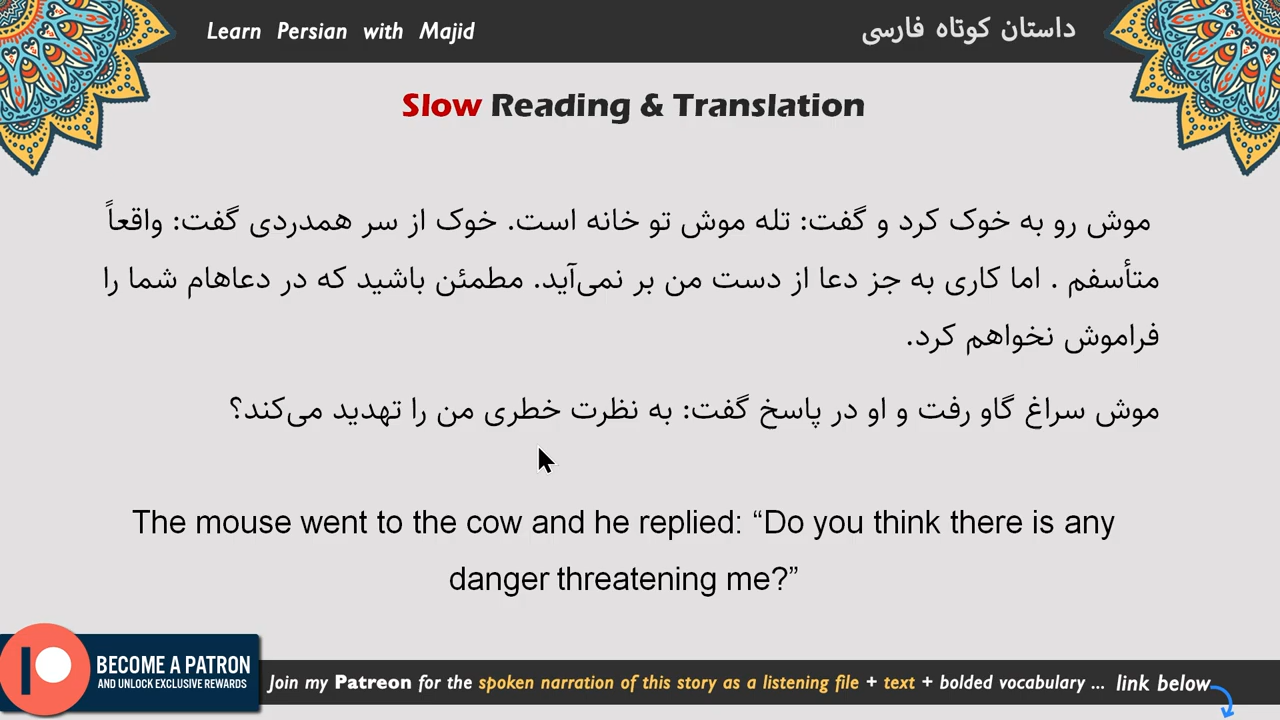 Learn Persian with Majid
داستان کوتاه فارسی
Slow Reading & Translation
موش رو به خوک کرد و گفت: تله موش تو خانه است. خوک از سر همدردی گفت: واقعاً
متأسفم . اما کاری به جز دعا از دست من بر نمی‌آید. مطمئن باشید که در دعاهام شما را
فراموش نخواهم کرد.
موش سراغ گاو رفت و او در پاسخ گفت: به نظرت خطری من را تهدید می‌کند؟
The mouse went to the cow and he replied: “Do you think there is any
danger threatening me?”
BECOME A PATRON
AND UNLOCK EXCLUSIVE REWARDS
Join my Patreon for the spoken narration of this story as a listening file + text + bolded vocabulary ... link below